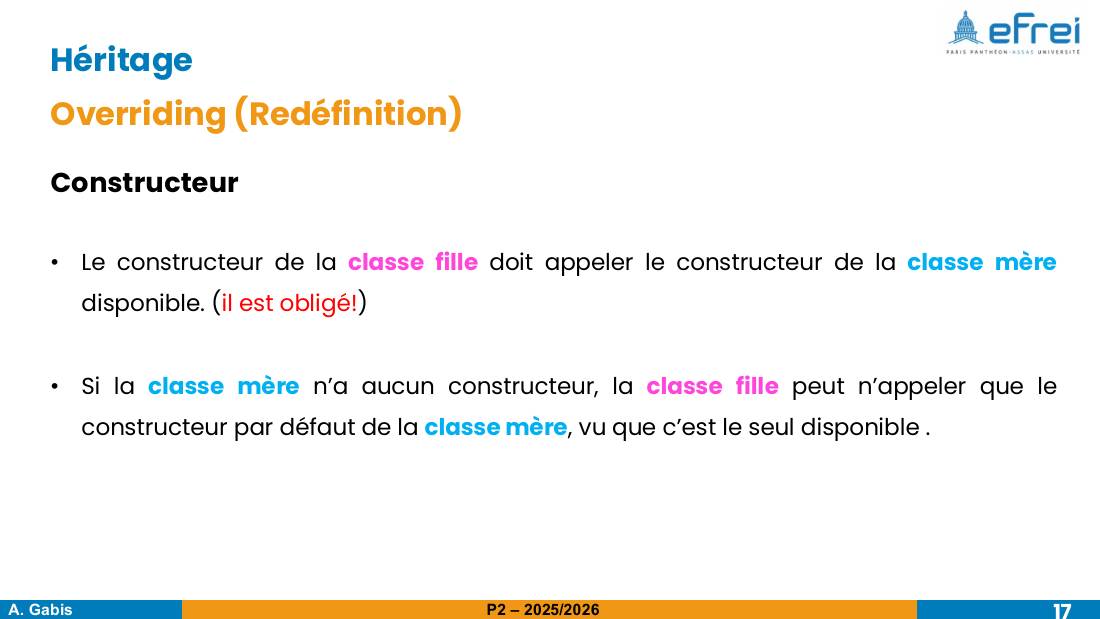 efrei
PARIS PANTHÉON-ASSAS UNIVERSITÉ
Héritage
Overriding (Redéfinition)
Constructeur
• Le constructeur de la classe fille doit appeler le constructeur de la classe mère
disponible. (il est obligé!)
• Si la classe mère n’a aucun constructeur, la classe fille peut n’appeler que le
constructeur par défaut de la classe mère, vu que c’est le seul disponible .
A. Gabis
P2 – 2025/2026
17